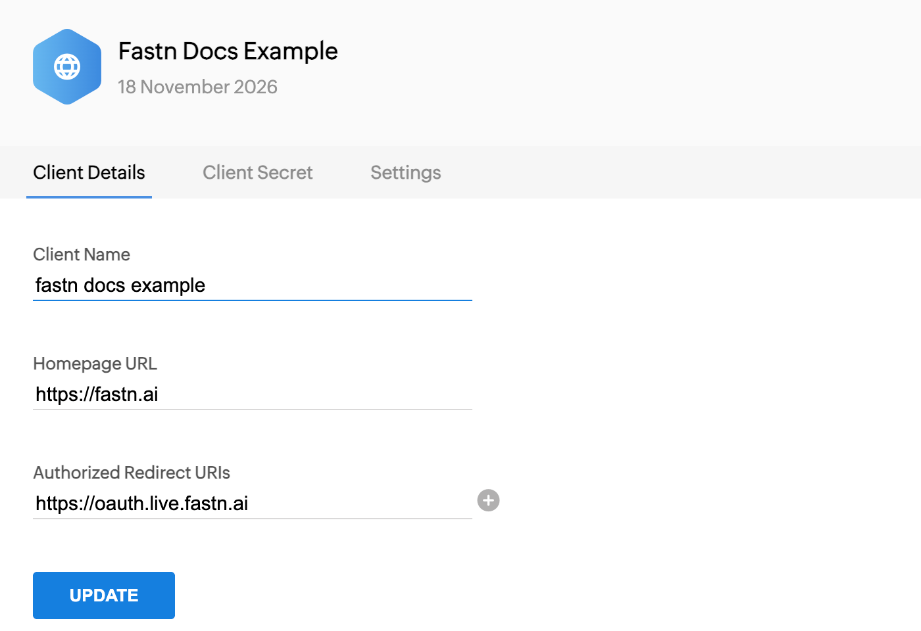 Fastn Docs Example
18 November 2026
Client Details Client Secret Settings
Client Name
fastn docs example
Homepage URL
https://fastn.ai
Authorized Redirect URIs
https://oauth.live.fastn.ai
UPDATE